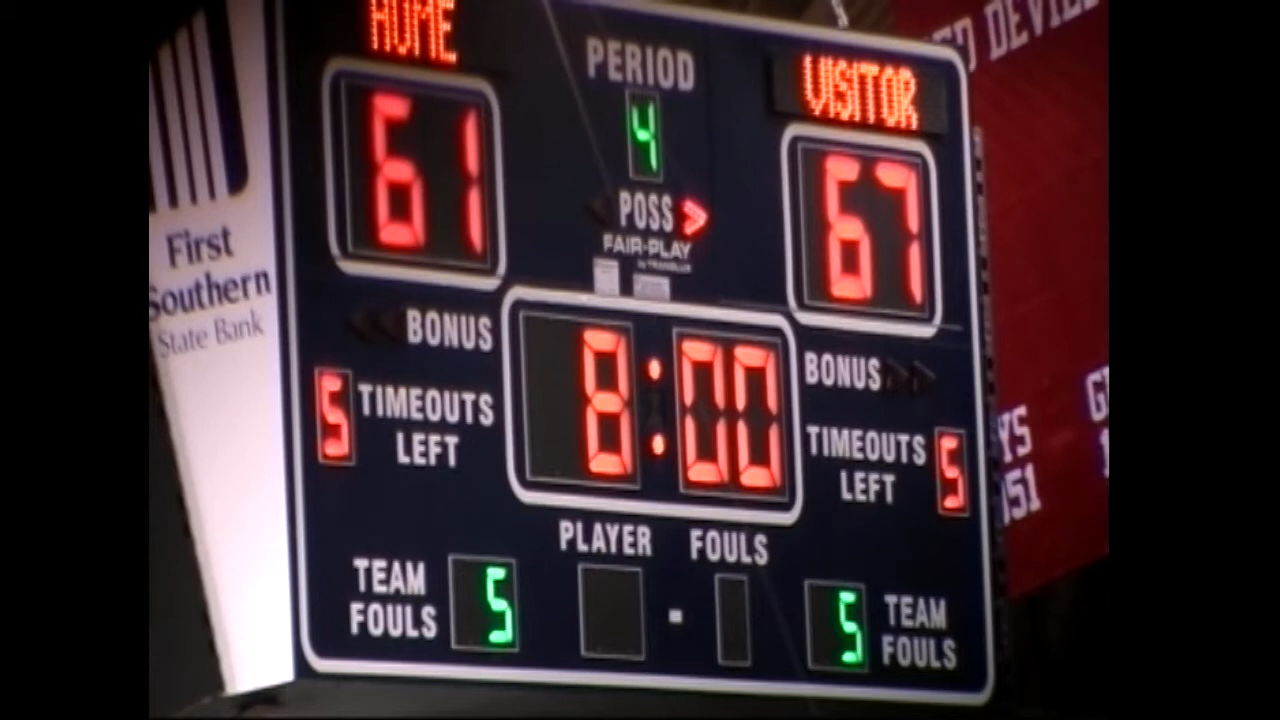 HOME
PERIOD
VISITOR
61
4
67
POSS
FAIR-PLAY
First
Southern
State Bank
BONUS
8:00
BONUS
5
TIMEOUTS
LEFT
TIMEOUTS
LEFT
5
PLAYER FOULS
TEAM
FOULS
5
-
5
TEAM
FOULS
DEVILS